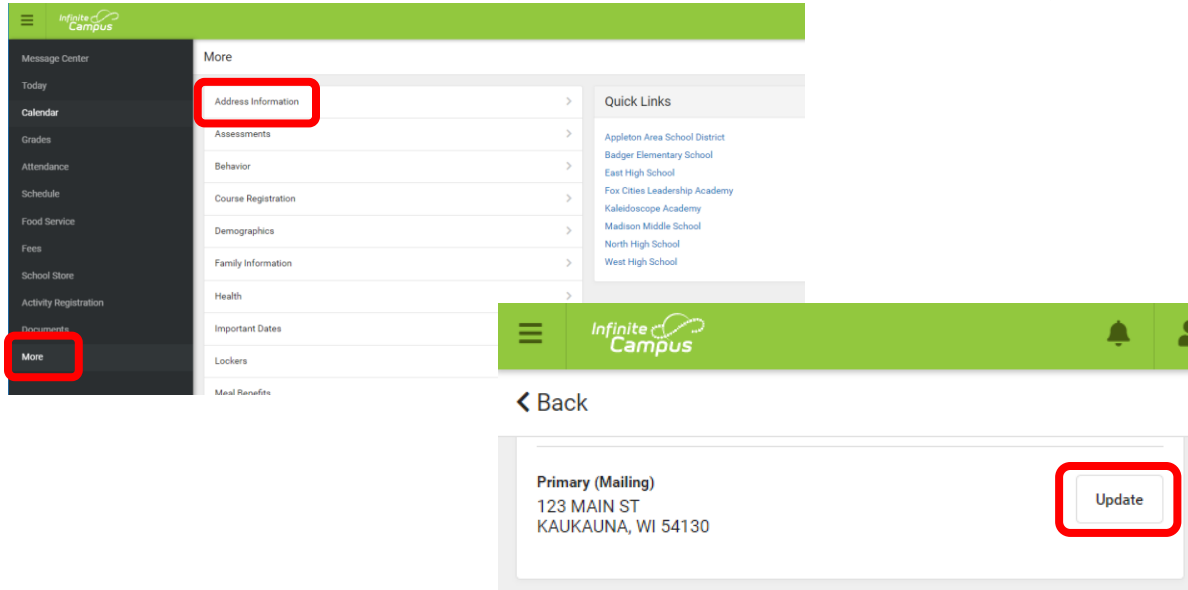 Infinite
Campus
Message Center
Today
Calendar
Grades
Attendance
Schedule
Food Service
Fees
School Store
Activity Registration
Documents
More
More
Address Information
Assessments
Behavior
Course Registration
Demographics
Family Information
Health
Important Dates
Lockers
Meal Benefits
Quick Links
Appleton Area School District
Badger Elementary School
East High School
Fox Cities Leadership Academy
Kaleidoscope Academy
Madison Middle School
North High School
West High School
Infinite
Campus
Back
Primary (Mailing)
123 MAIN ST
KAUKAUNA, WI 54130
Update